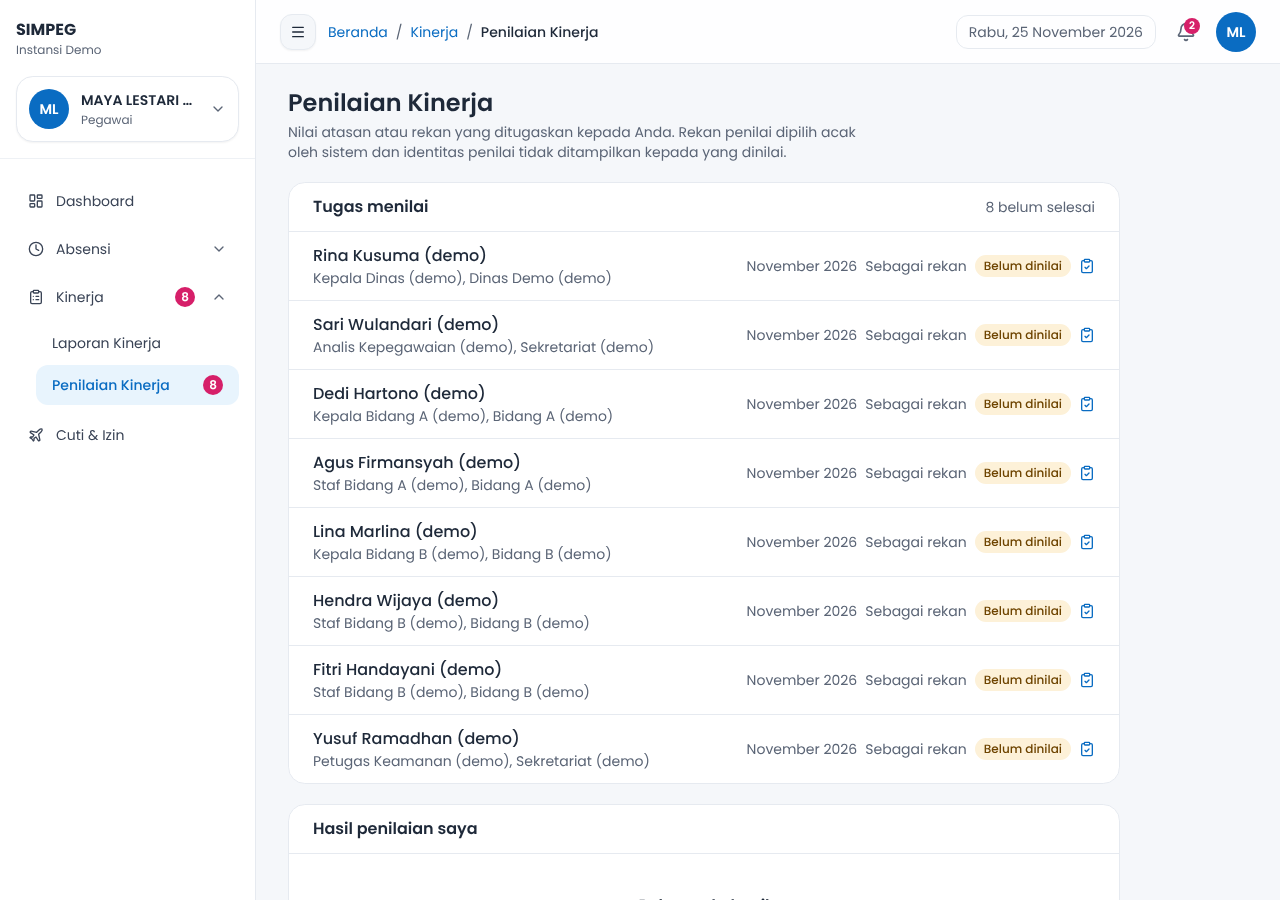 SIMPEG
Instansi Demo
ML
MAYA LESTARI ...
Pegawai
Dashboard
Absensi
Kinerja
8
Laporan Kinerja
Penilaian Kinerja
8
Cuti & Izin
Beranda / Kinerja / Penilaian Kinerja
Rabu, 25 November 2026
2
ML
Penilaian Kinerja
Nilai atasan atau rekan yang ditugaskan kepada Anda. Rekan penilai dipilih acak
oleh sistem dan identitas penilai tidak ditampilkan kepada yang dinilai.
Tugas menilai
8 belum selesai
Rina Kusuma (demo)
Kepala Dinas (demo), Dinas Demo (demo)
November 2026 Sebagai rekan Belum dinilai
Sari Wulandari (demo)
Analis Kepegawaian (demo), Sekretariat (demo)
November 2026 Sebagai rekan Belum dinilai
Dedi Hartono (demo)
Kepala Bidang A (demo), Bidang A (demo)
November 2026 Sebagai rekan Belum dinilai
Agus Firmansyah (demo)
Staf Bidang A (demo), Bidang A (demo)
November 2026 Sebagai rekan Belum dinilai
Lina Marlina (demo)
Kepala Bidang B (demo), Bidang B (demo)
November 2026 Sebagai rekan Belum dinilai
Hendra Wijaya (demo)
Staf Bidang B (demo), Bidang B (demo)
November 2026 Sebagai rekan Belum dinilai
Fitri Handayani (demo)
Staf Bidang B (demo), Bidang B (demo)
November 2026 Sebagai rekan Belum dinilai
Yusuf Ramadhan (demo)
Petugas Keamanan (demo), Sekretariat (demo)
November 2026 Sebagai rekan Belum dinilai
Hasil penilaian saya